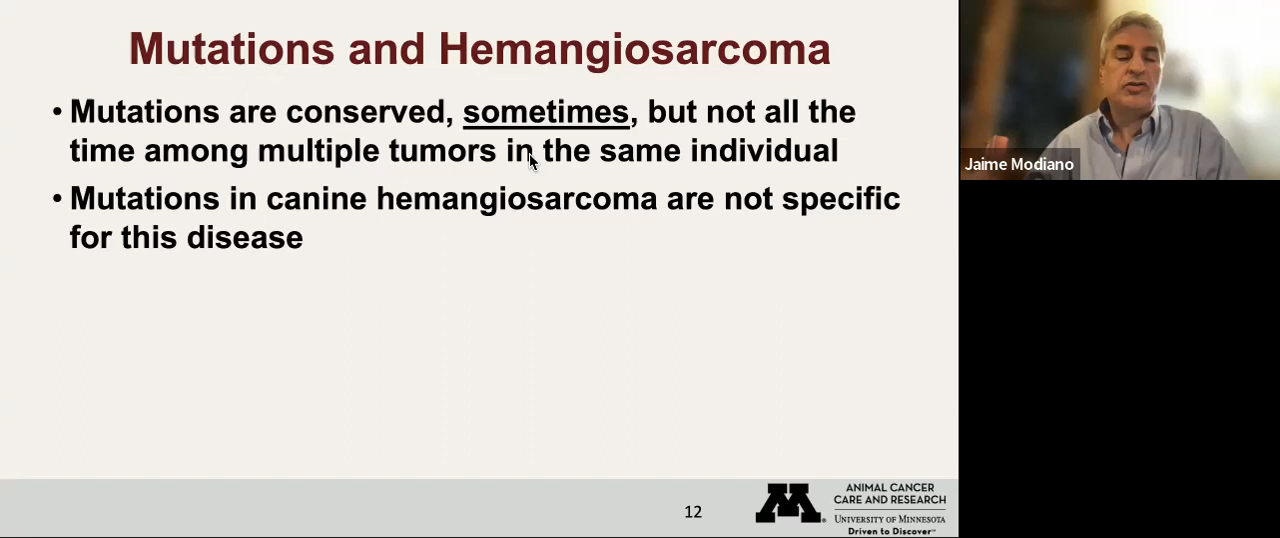 Mutations and Hemangiosarcoma
• Mutations are conserved, sometimes, but not all the
time among multiple tumors in the same individual
• Mutations in canine hemangiosarcoma are not specific
for this disease
Jaime Modiano
12
ANIMAL CANCER
CARE AND RESEARCH
UNIVERSITY OF MINNESOTA
Driven to Discover℠